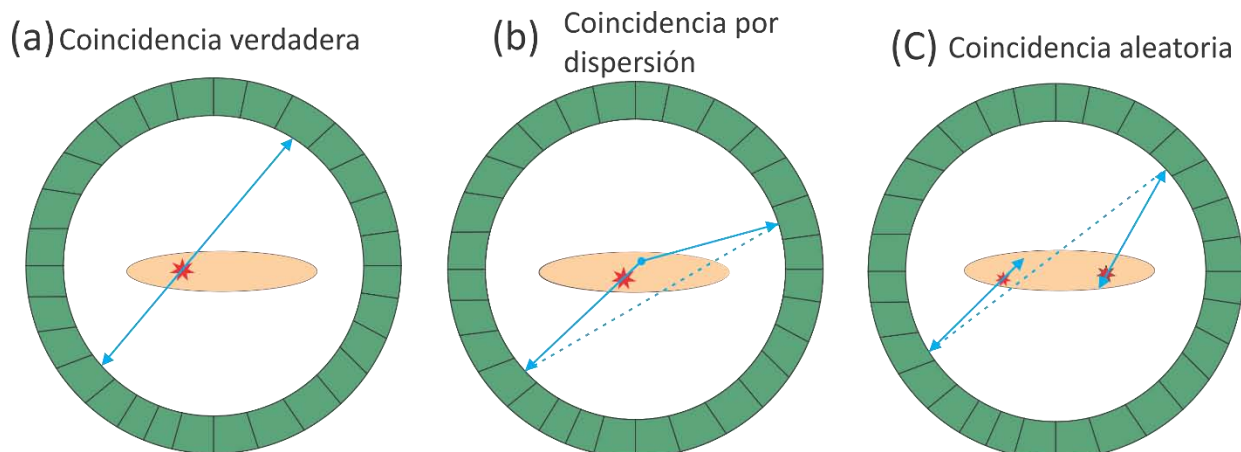 (a) Coincidencia verdadera
(b) Coincidencia por
dispersión
(C) Coincidencia aleatoria